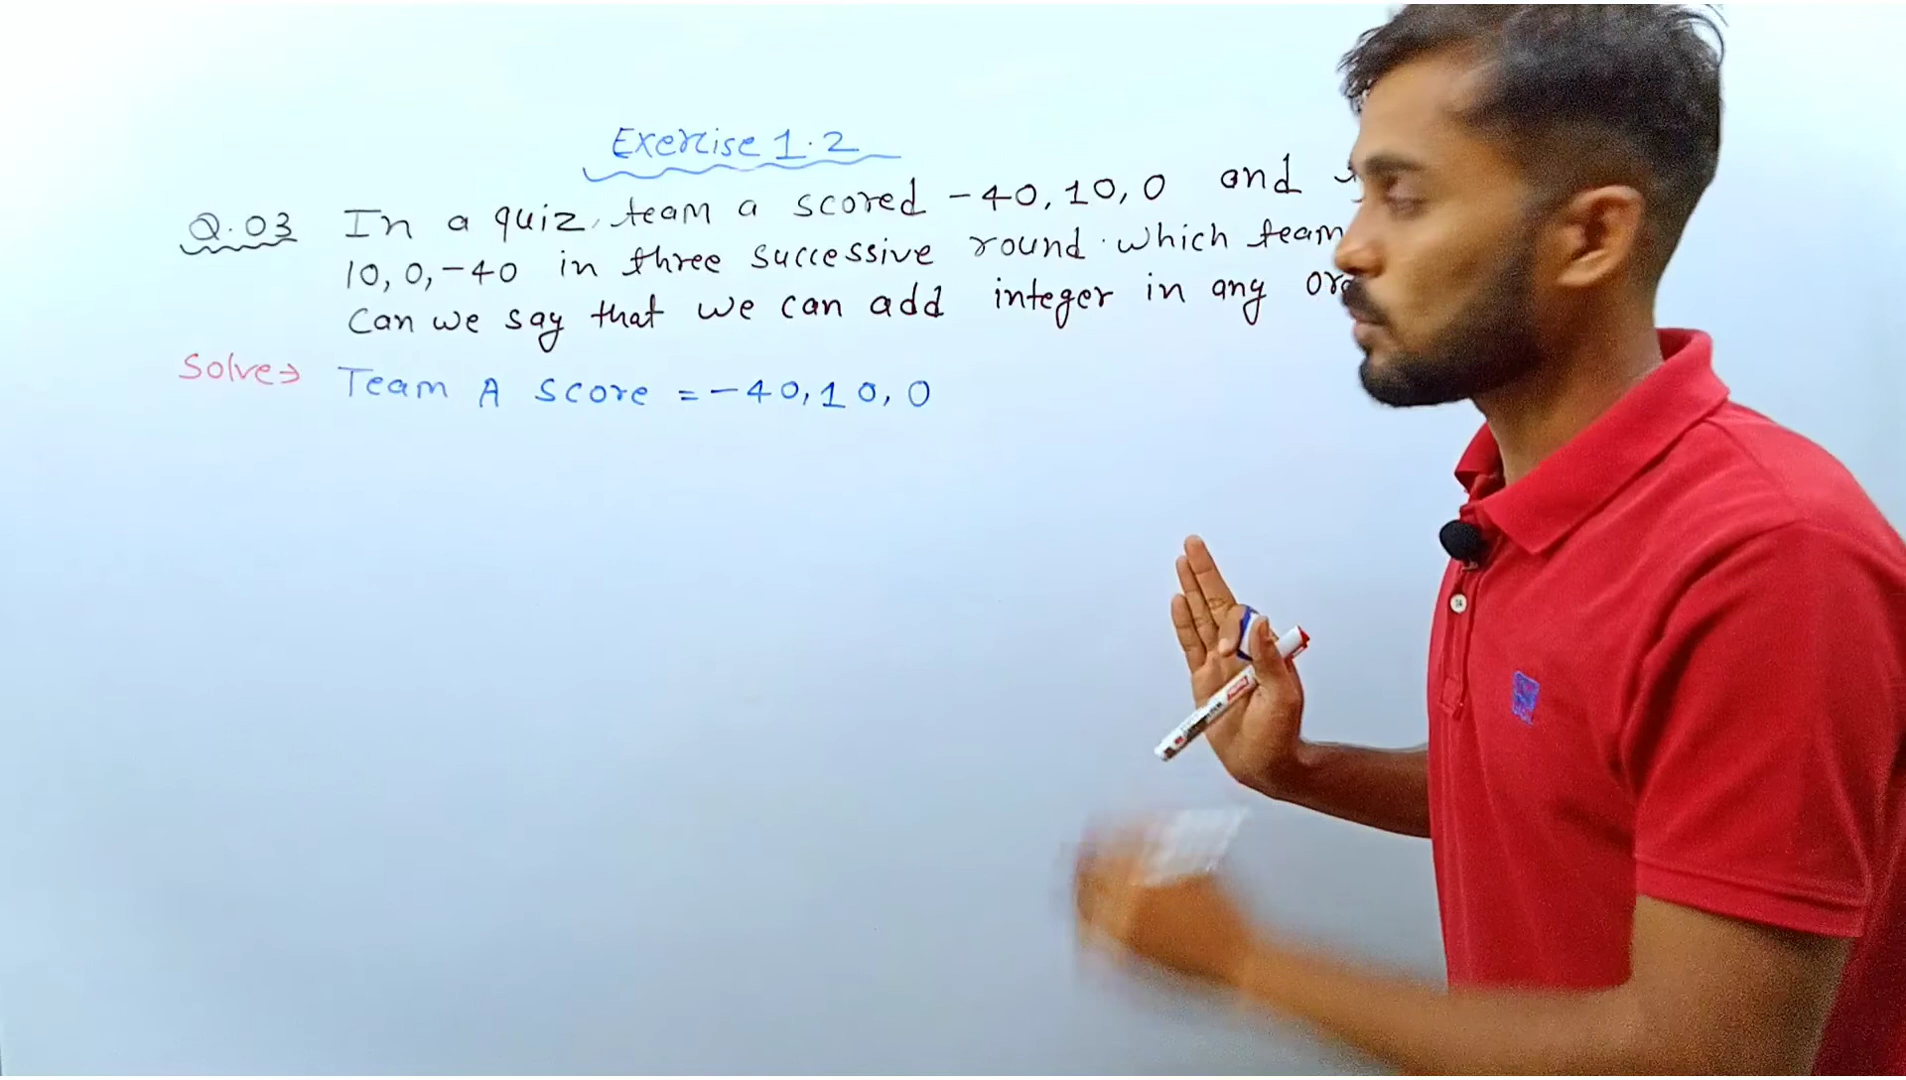 Exercise 1.2
Q.03 In a quiz, team a scored -40, 10, 0 and
10, 0, -40 in three successive round. which team
Can we say that we can add integer in any
Solve→ Team A Score = -40, 10, 0